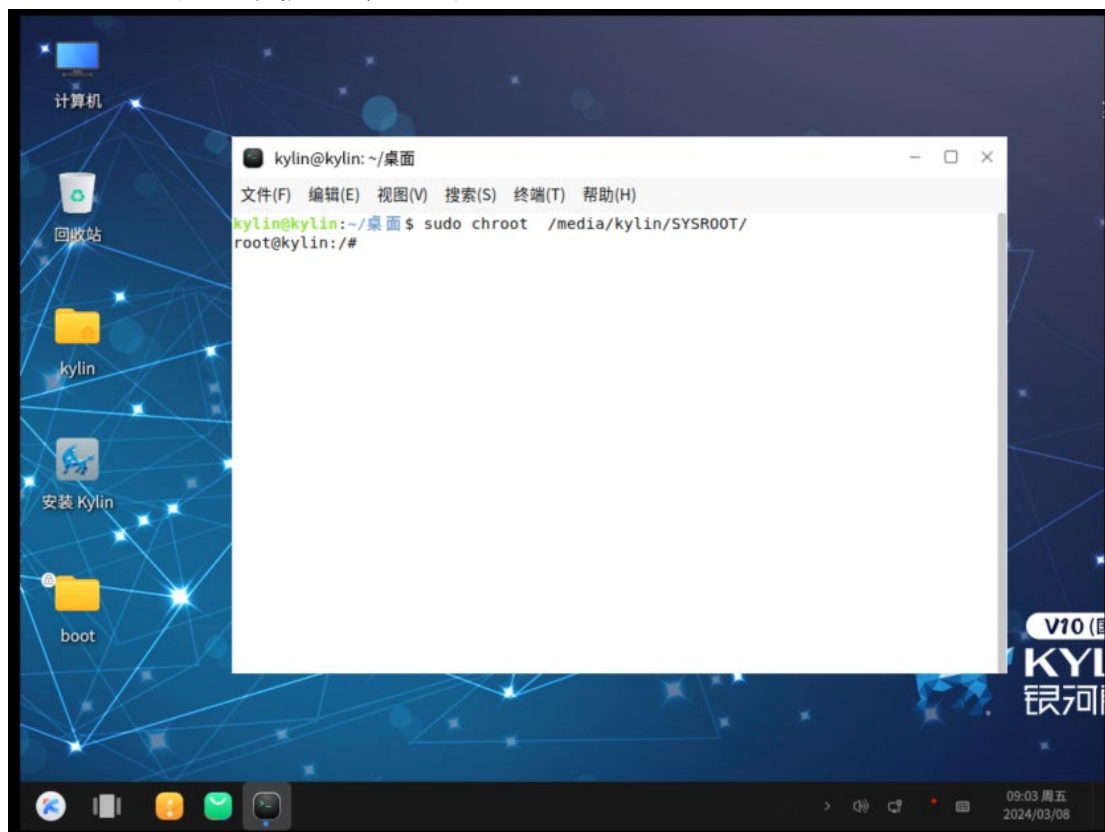 计算机
回收站
kylin
安装 Kylin
boot
kylin@kylin: ~/桌面
文件(F) 编辑(E) 视图(V) 搜索(S) 终端(T) 帮助(H)
kylin@kylin:~/桌面$ sudo chroot  /media/kylin/SYSROOT/
root@kylin:/#
V10
KYL
银河
09:03 周五
2024/03/08